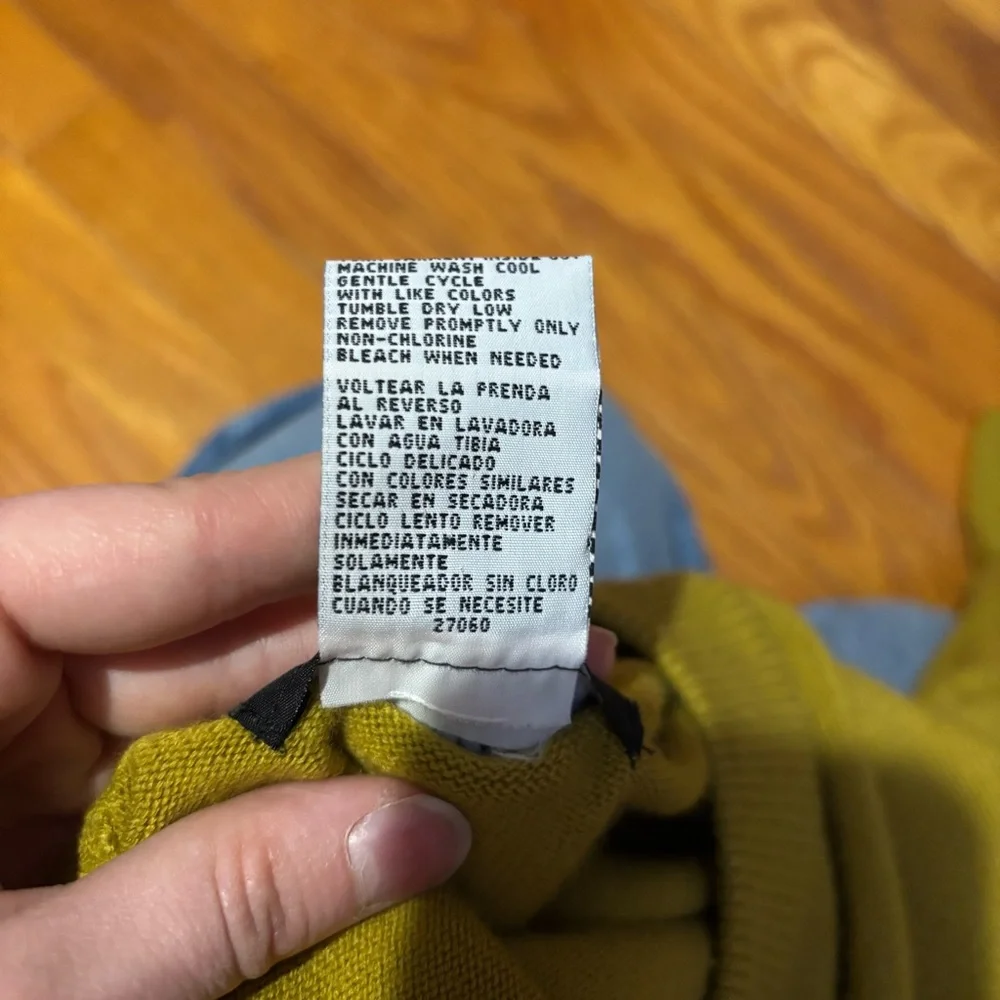 MACHINE WASH COOL
GENTLE CYCLE
WITH LIKE COLORS
TUMBLE DRY LOW
REMOVE PROMPTLY ONLY
NON-CHLORINE
BLEACH WHEN NEEDED
VOLTEAR LA PRENDA
AL REVERSO
LAVAR EN LAVADORA
CON AGUA TIBIA
CICLO DELICADO
CON COLORES SIMILARES
SECAR EN SECADORA
CICLO LENTO REMOVER
INMEDIATAMENTE
SOLAMENTE
BLANQUEADOR SIN CLORO
CUANDO SE NECESITE
27060